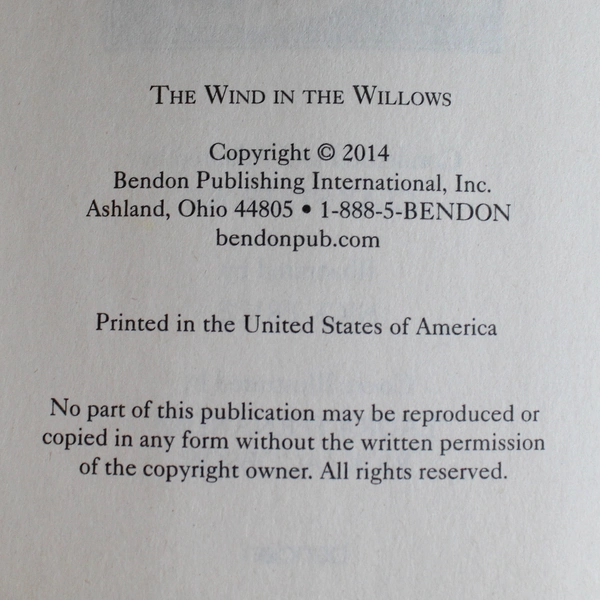 THE WIND IN THE WILLOWS
Copyright © 2014
Bendon Publishing International, Inc.
Ashland, Ohio 44805 • 1-888-5-BENDON
bendonpub.com
Printed in the United States of America
No part of this publication may be reproduced or
copied in any form without the written permission
of the copyright owner. All rights reserved.